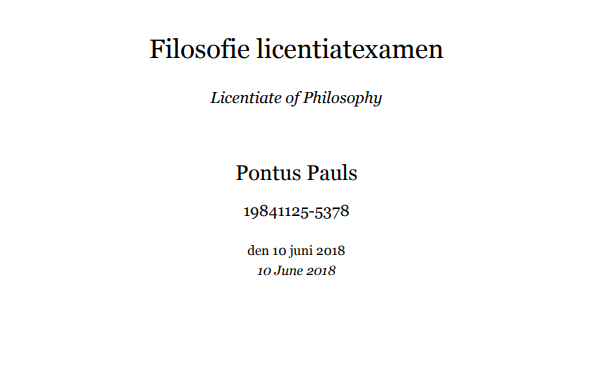 Filosofie licentiatexamen
Licentiate of Philosophy
Pontus Pauls
19841125-5378
den 10 juni 2018
10 June 2018